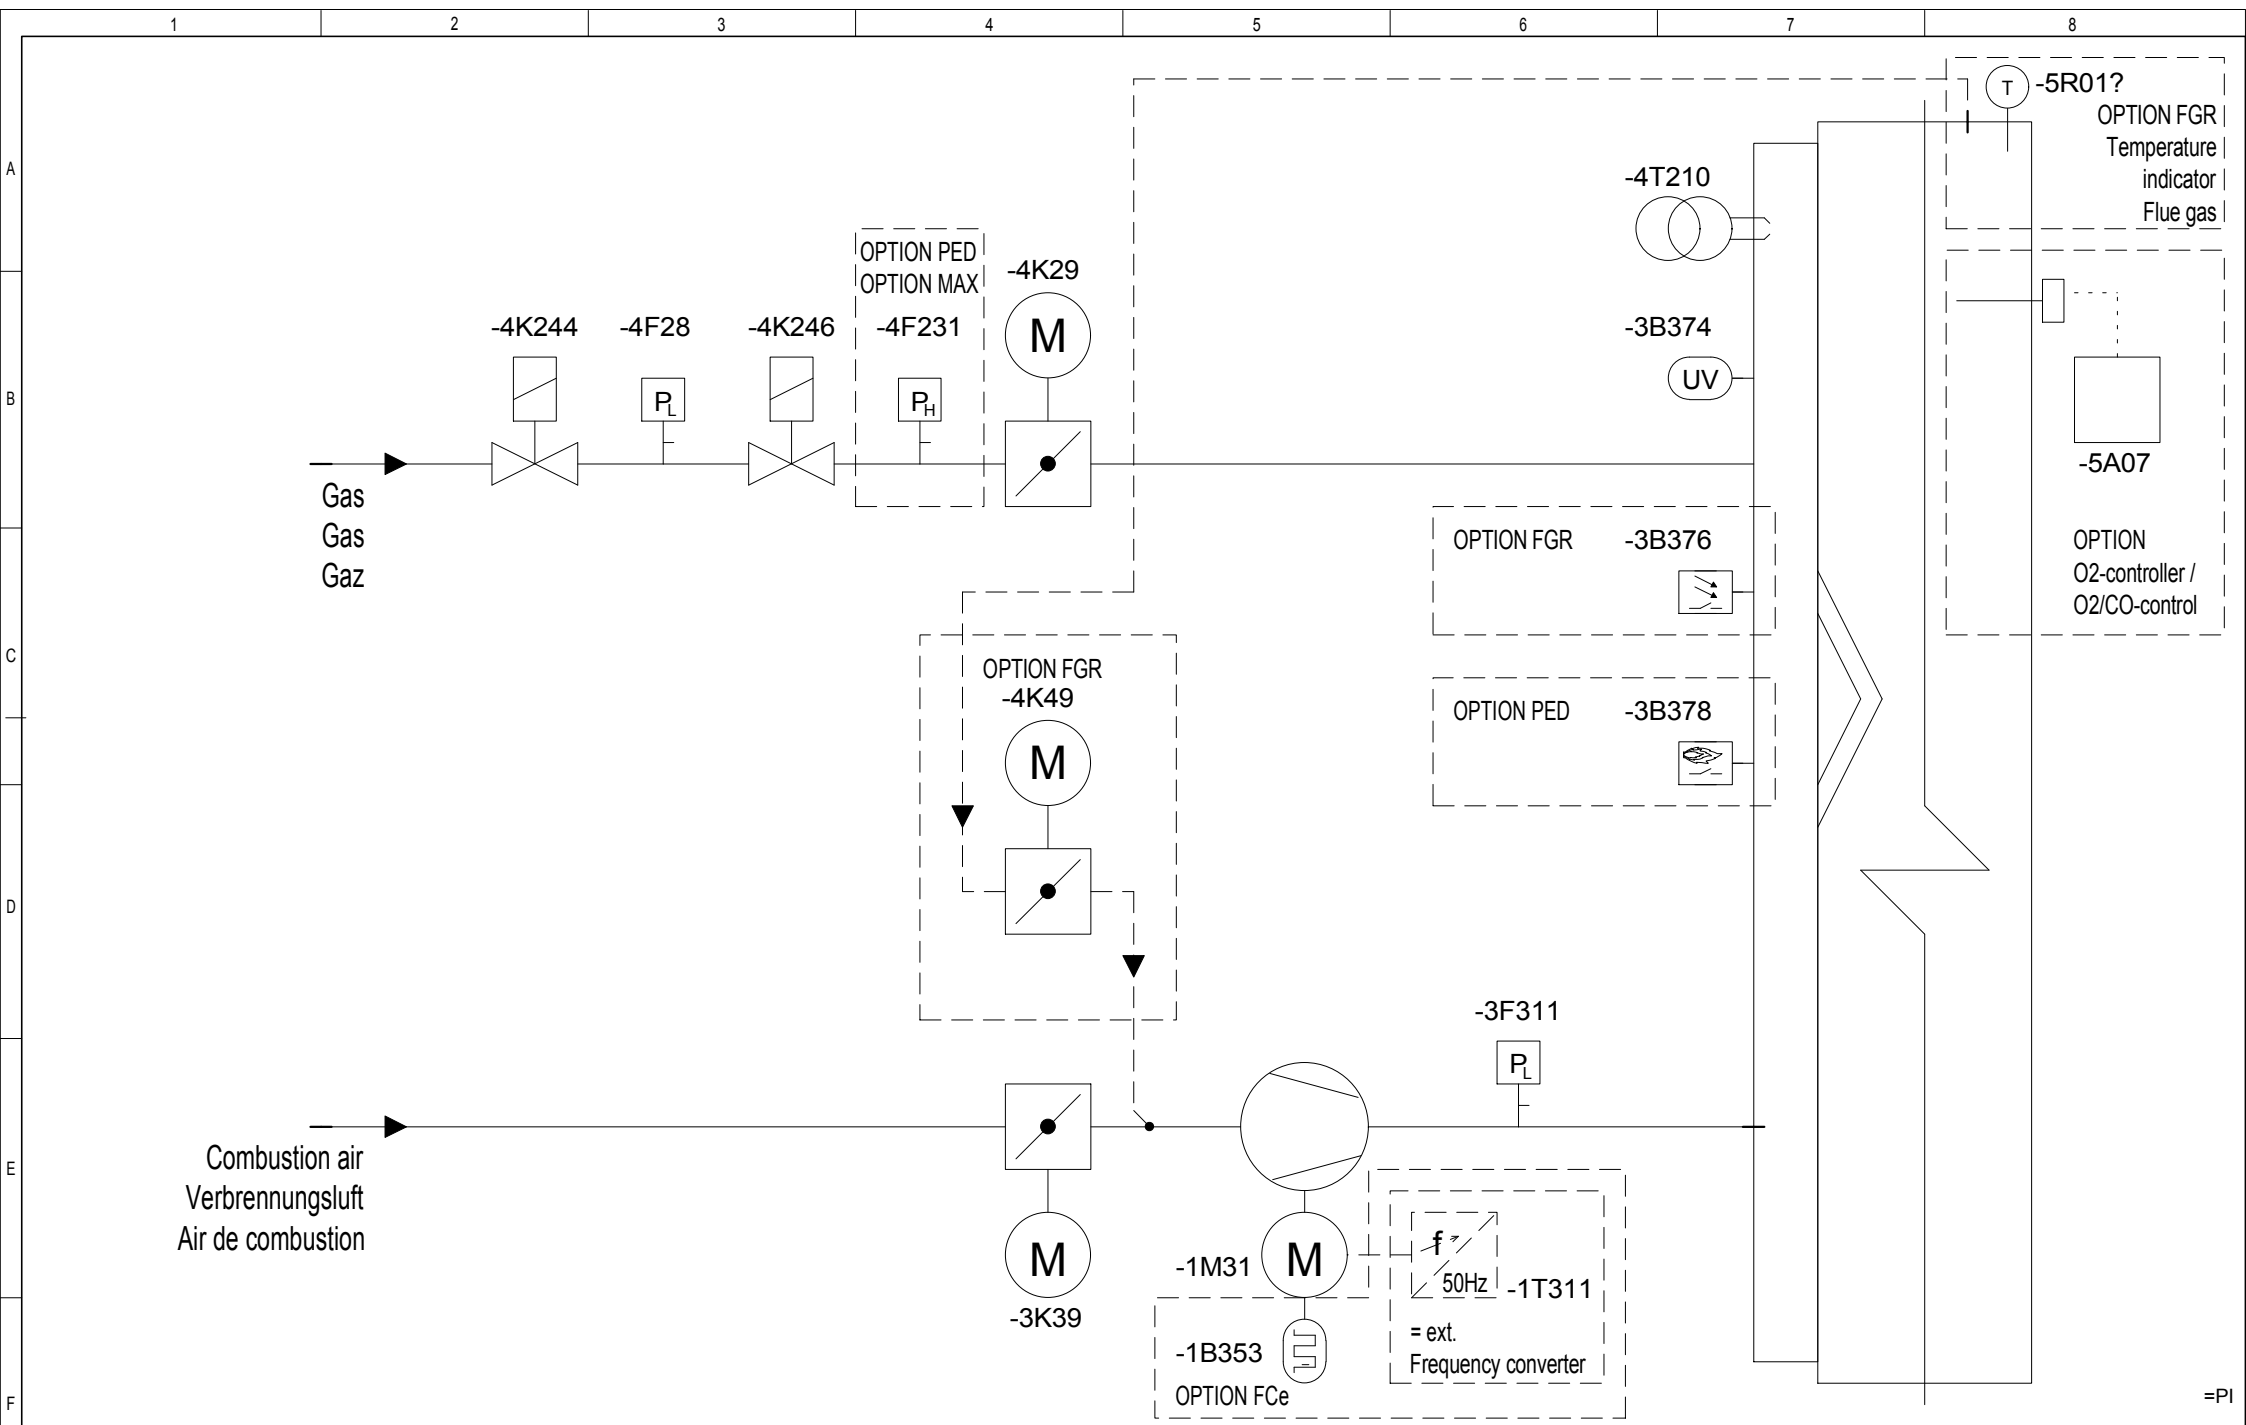 1 2 3 4 5 6 7 8
A
B
C
D
E
F
T -5R01?
OPTION FGR
Temperature
indicator
Flue gas
-4T210
OPTION PED
OPTION MAX
-4K29
-4K244 -4F28 -4K246 -4F231
M
-3B374
PL PH
UV
-5A07
Gas
Gas
Gaz
OPTION FGR -3B376
OPTION
O2-controller /
O2/CO-control
OPTION FGR
-4K49
M
OPTION PED -3B378
-3F311
PL
Combustion air
Verbrennungsluft
Air de combustion
M
-3K39
-1M31 M
f
50Hz -1T311
= ext.
Frequency converter
-1B353
OPTION FCe
=PI